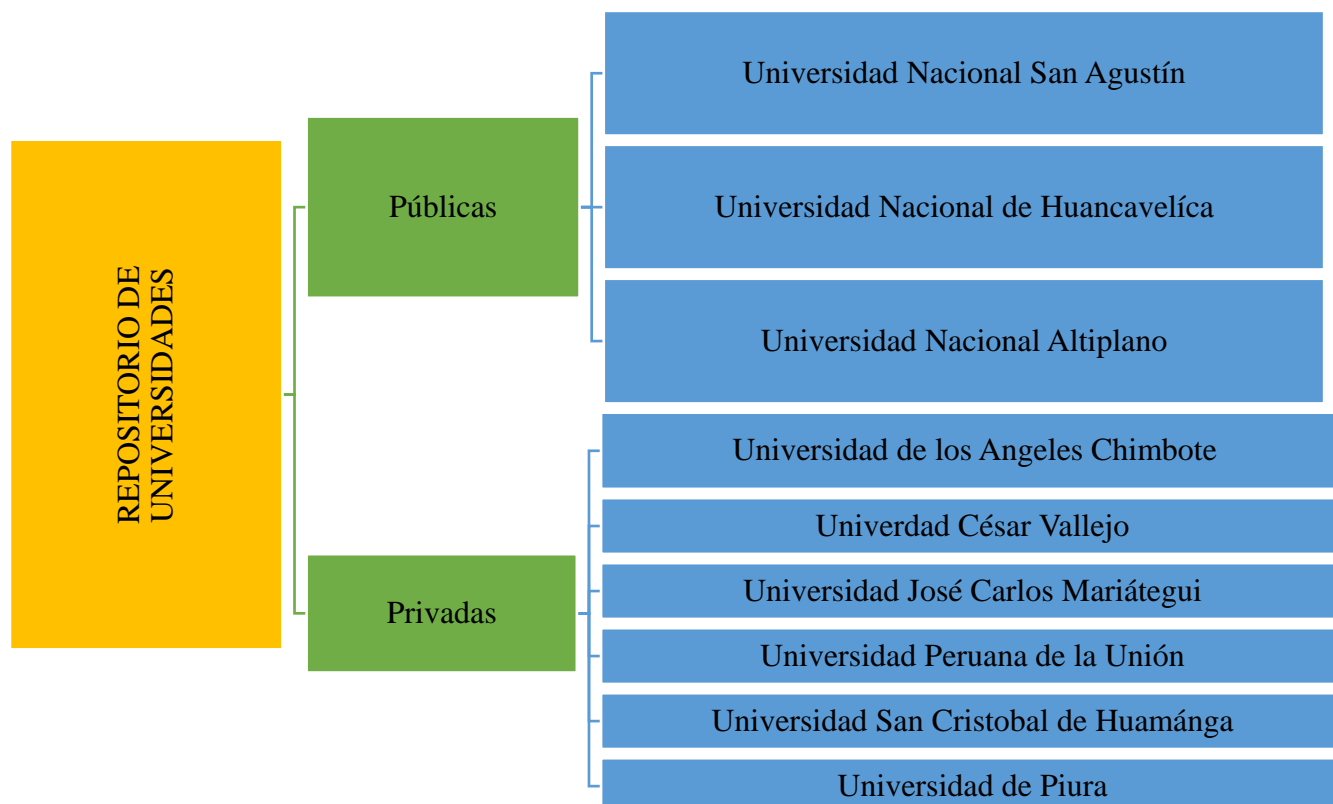 REPOSITORIO DE
UNIVERSIDADES
Públicas
Universidad Nacional San Agustín
Universidad Nacional de Huancavelíca
Universidad Nacional Altiplano
Privadas
Universidad de los Angeles Chimbote
Univerdad César Vallejo
Universidad José Carlos Mariátegui
Universidad Peruana de la Unión
Universidad San Cristobal de Huamánga
Universidad de Piura